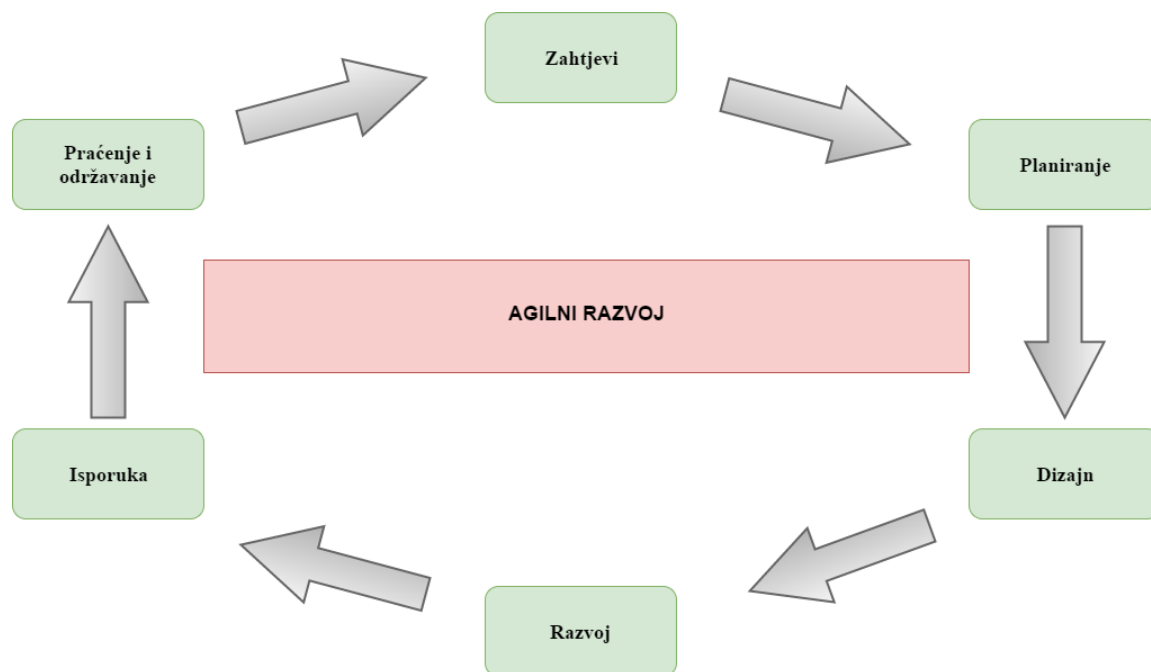 Zahtjevi
Praćenje i
održavanje
Planiranje
AGILNI RAZVOJ
Isporuka
Dizajn
Razvoj